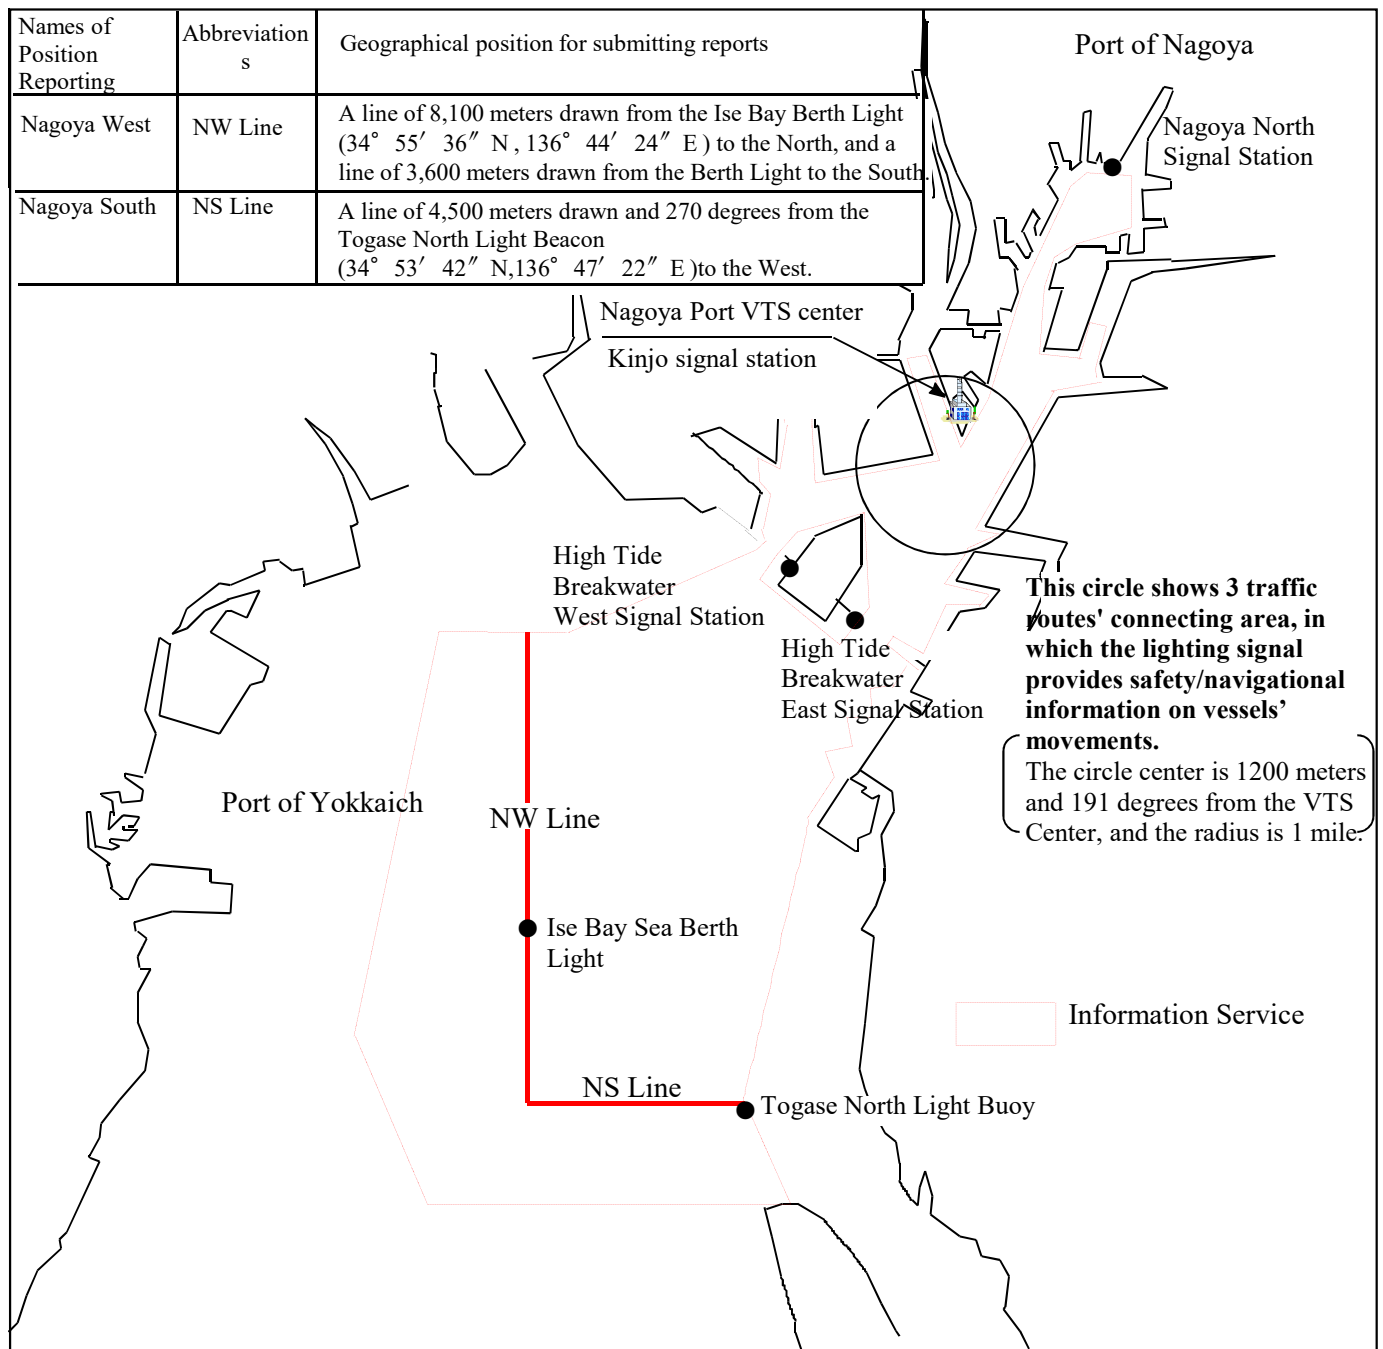 Names of
Position
Reporting
Abbreviation
s
Geographical position for submitting reports
Nagoya West
NW Line
A line of 8,100 meters drawn from the Ise Bay Berth Light
(34° 55′ 36″ N , 136° 44′ 24″ E ) to the North, and a
line of 3,600 meters drawn from the Berth Light to the South.
Nagoya South
NS Line
A line of 4,500 meters drawn and 270 degrees from the
Togase North Light Beacon
(34° 53′ 42″ N,136° 47′ 22″ E )to the West.
Port of Nagoya
Nagoya North
Signal Station
Nagoya Port VTS center
Kinjo signal station
High Tide
Breakwater
West Signal Station
High Tide
Breakwater
East Signal Station
This circle shows 3 traffic
routes' connecting area, in
which the lighting signal
provides safety/navigational
information on vessels’
movements.
The circle center is 1200 meters
and 191 degrees from the VTS
Center, and the radius is 1 mile.
Port of Yokkaich
NW Line
Ise Bay Sea Berth
Light
Information Service
NS Line
Togase North Light Buoy